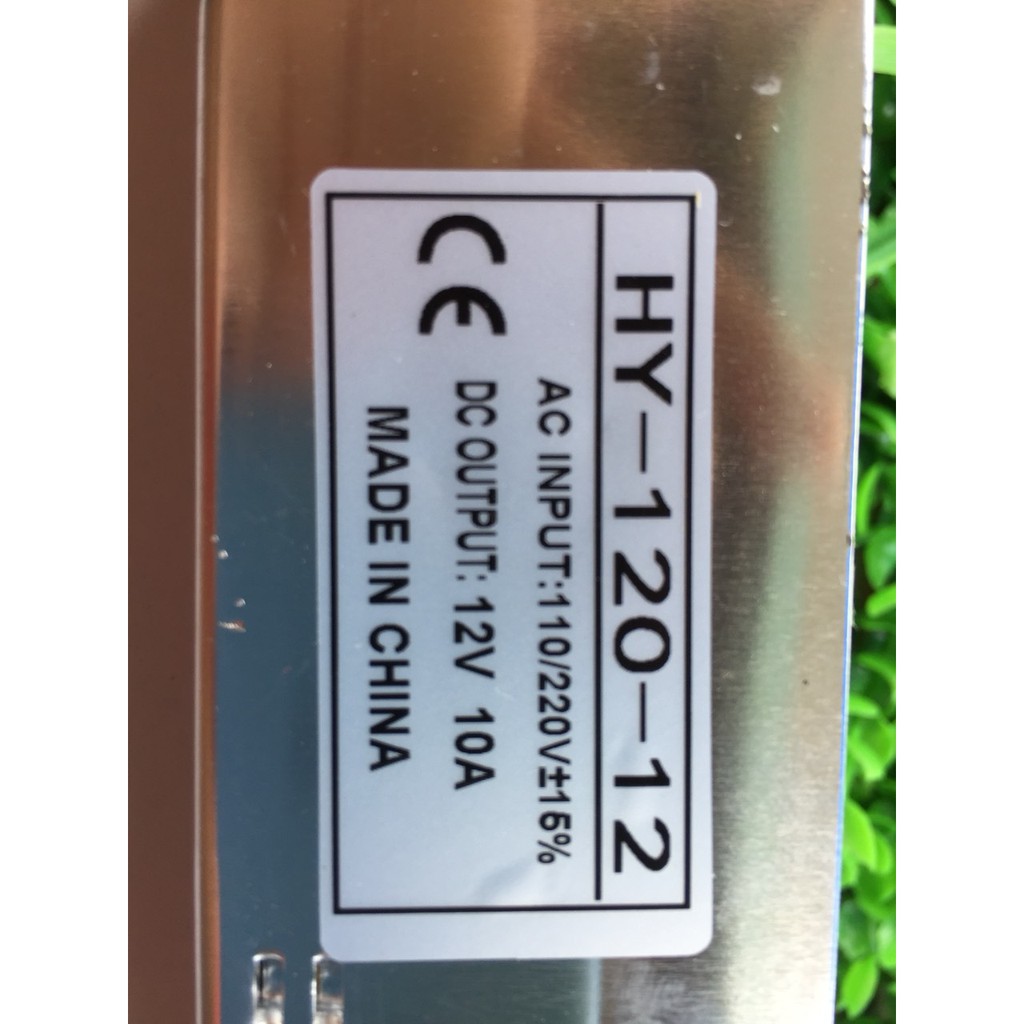 HY-120-12
AC INPUT:110/220V±15%
DC OUTPUT: 12V 10A
MADE IN CHINA
CE